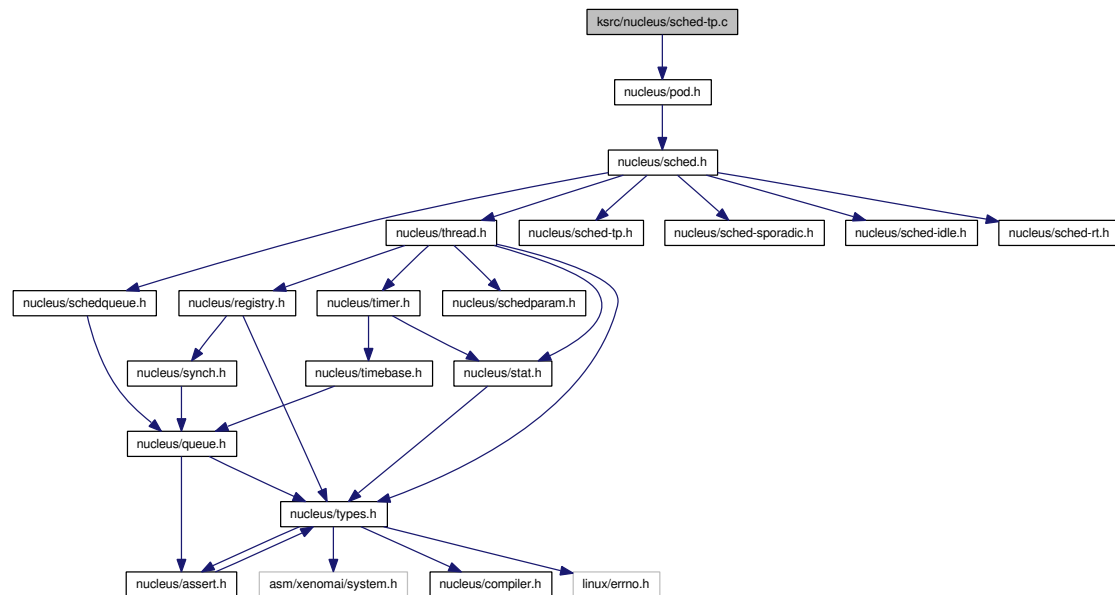 ksrc/nucleus/sched-tp.c
nucleus/pod.h
nucleus/sched.h
nucleus/thread.h
nucleus/sched-tp.h
nucleus/sched-sporadic.h
nucleus/sched-idle.h
nucleus/sched-rt.h
nucleus/schedqueue.h
nucleus/registry.h
nucleus/timer.h
nucleus/schedparam.h
nucleus/synch.h
nucleus/timebase.h
nucleus/stat.h
nucleus/queue.h
nucleus/types.h
nucleus/assert.h
asm/xenomai/system.h
nucleus/compiler.h
linux/errno.h